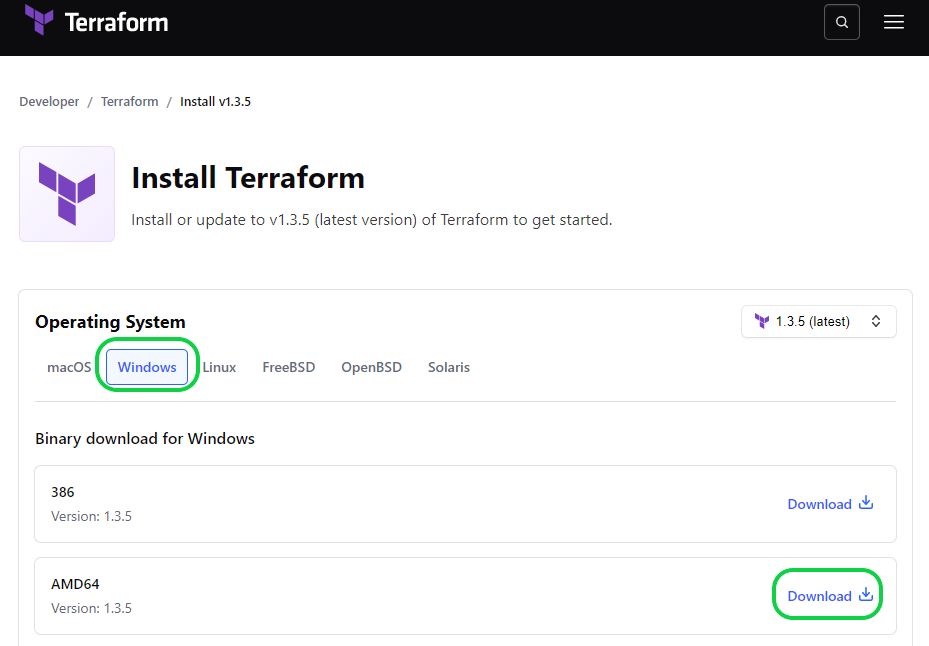 Terraform
Developer / Terraform / Install v1.3.5
Install Terraform
Install or update to v1.3.5 (latest version) of Terraform to get started.
Operating System
1.3.5 (latest)
macOS Windows Linux FreeBSD OpenBSD Solaris
Binary download for Windows
386
Version: 1.3.5
Download
AMD64
Version: 1.3.5
Download